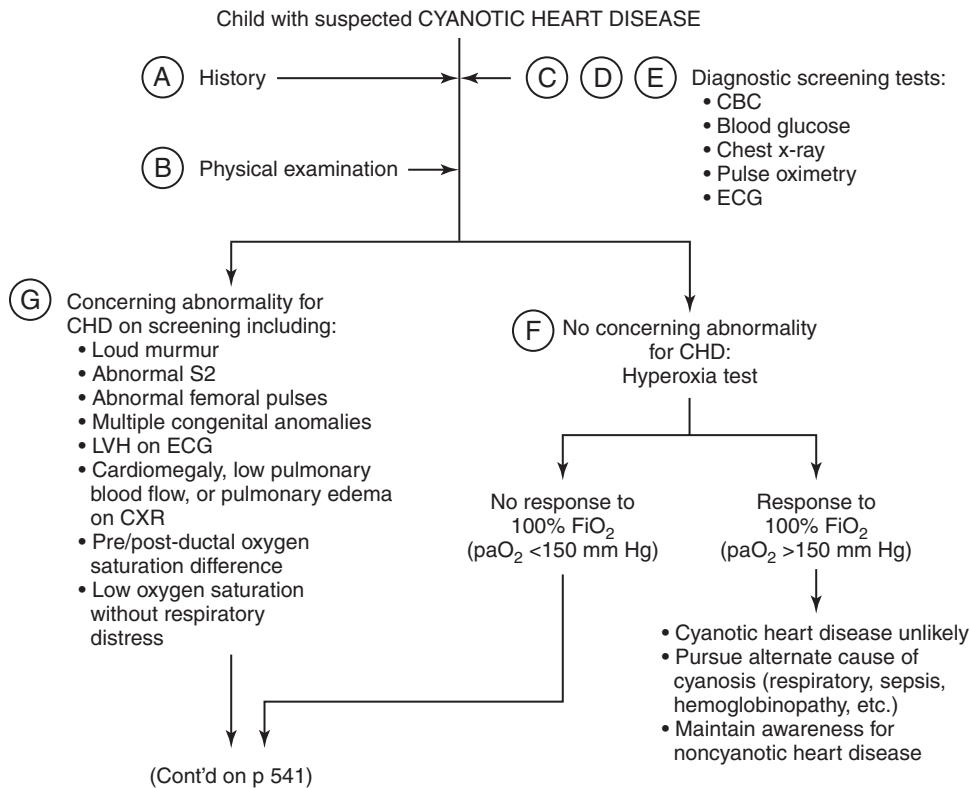 Child with suspected CYANOTIC HEART DISEASE
A History
C D E Diagnostic screening tests:
• CBC
• Blood glucose
• Chest x-ray
• Pulse oximetry
• ECG
B Physical examination
G Concerning abnormality for
CHD on screening including:
• Loud murmur
• Abnormal S2
• Abnormal femoral pulses
• Multiple congenital anomalies
• LVH on ECG
• Cardiomegaly, low pulmonary
blood flow, or pulmonary edema
on CXR
• Pre/post-ductal oxygen
saturation difference
• Low oxygen saturation
without respiratory
distress
F No concerning abnormality
for CHD:
Hyperoxia test
No response to
100% FiO2
(paO2 <150 mm Hg)
Response to
100% FiO2
(paO2 >150 mm Hg)
• Cyanotic heart disease unlikely
• Pursue alternate cause of
cyanosis (respiratory, sepsis,
hemoglobinopathy, etc.)
• Maintain awareness for
noncyanotic heart disease
(Cont'd on p 541)